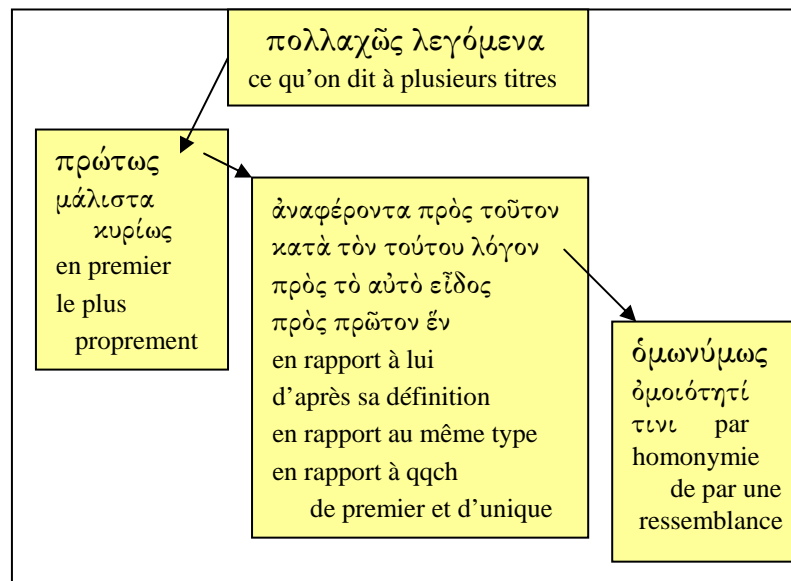 πολλαχῶς λεγόμενα
ce qu’on dit à plusieurs titres
πρώτως
μάλιστα
κυρίως
en premier
le plus
proprement
ἀναφέροντα πρὸς τοῦτον
κατὰ τὸν τούτου λόγον
πρὸς τὸ αὐτὸ εἶδος
πρὸς πρῶτον ἕν
en rapport à lui
d’après sa définition
en rapport au même type
en rapport à qqch
de premier et d’unique
ὁμωνύμως
ὀμοιότητί
τινι par
homonymie
de par une
ressemblance